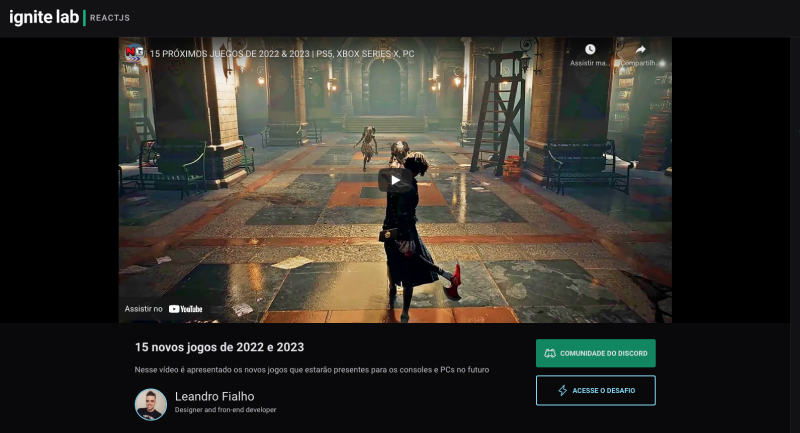 ignite lab | REACTJS
15 PRÓXIMOS JUEGOS DE 2022 & 2023 | PS5, XBOX SERIES X, PC
Assistir ma... Compartilh...
Assistir no YouTube
15 novos jogos de 2022 e 2023
Nesse vídeo é apresentado os novos jogos que estarão presentes para os consoles e PCs no futuro
COMUNIDADE DO DISCORD
ACESSE O DESAFIO
Leandro Fialho
Designer and fron-end developer